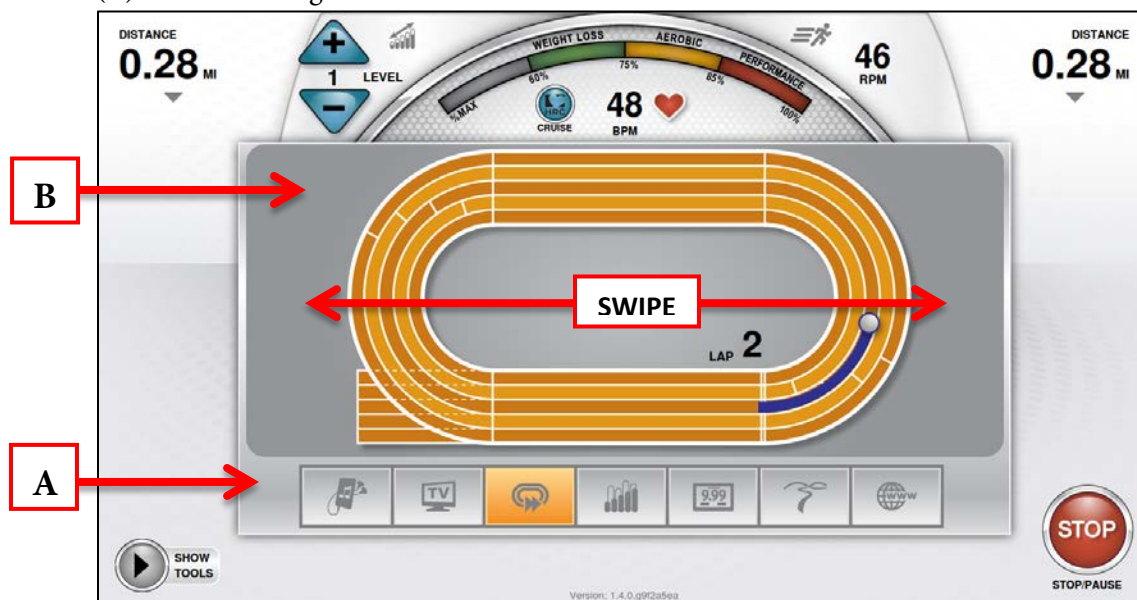 DISTANCE
0.28 MI
1 LEVEL
WEIGHT LOSS
AEROBIC
PERFORMANCE
%MAX
60%
75%
85%
100%
HRC
CRUISE
48
BPM
46
RPM
DISTANCE
0.28 MI
B
SWIPE
LAP 2
A
TV
9.99
www
SHOW
TOOLS
STOP
STOP/PAUSE
Version: 1.4.0.g9f2a5ea